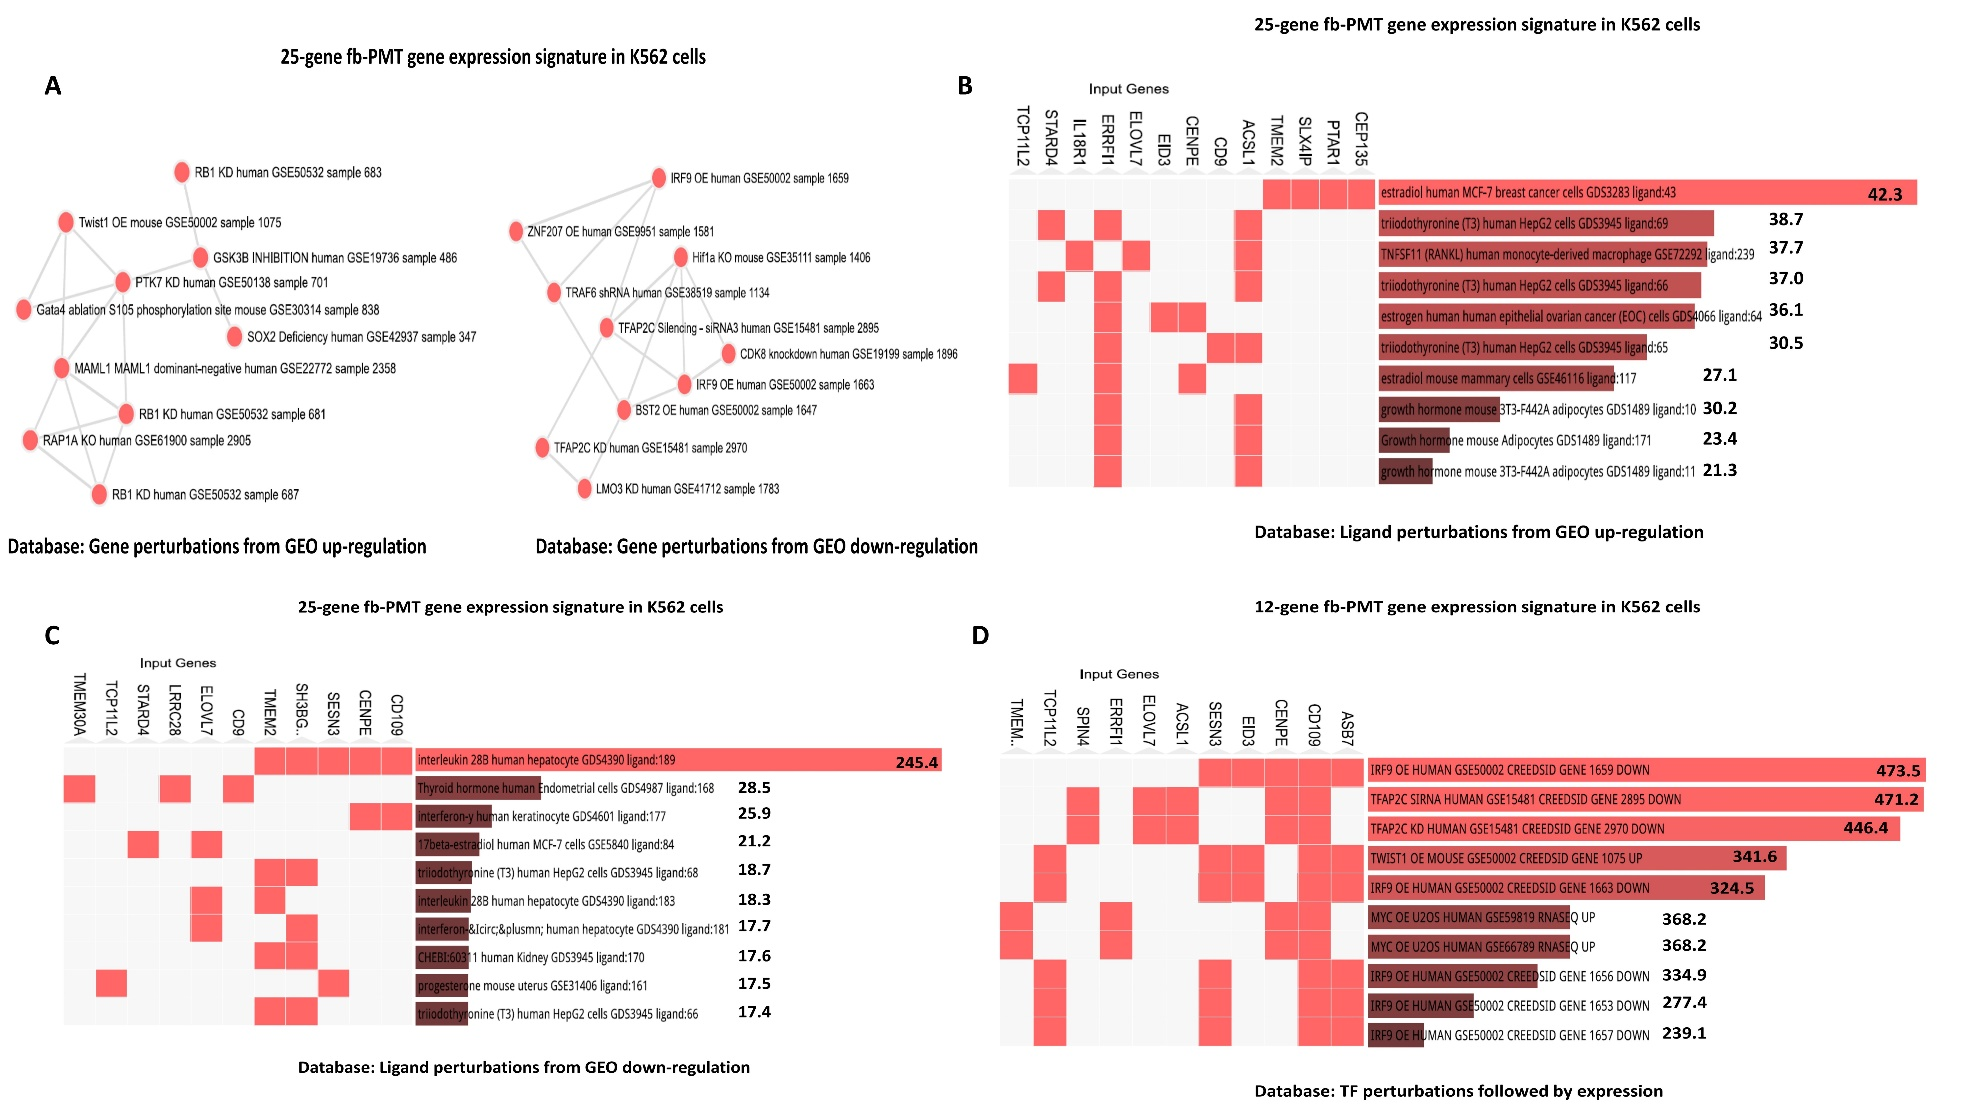 25-gene fb-PMT gene expression signature in K562 cells
A
RB1 KD human GSE50532 sample 683
Twist1 OE mouse GSE50002 sample 1075
GSK3B INHIBITION human GSE19736 sample 486
PTK7 KD human GSE50138 sample 701
Gata4 ablation S105 phosphorylation site mouse GSE30314 sample 838
SOX2 Deficiency human GSE42937 sample 347
MAML1 MAML1 dominant-negative human GSE22772 sample 2358
RB1 KD human GSE50532 sample 681
RAP1A KO human GSE61900 sample 2905
RB1 KD human GSE50532 sample 687
Database: Gene perturbations from GEO up-regulation
IRF9 OE human GSE50002 sample 1659
ZNF207 OE human GSE9951 sample 1581
Hif1a KO mouse GSE35111 sample 1406
TRAF6 shRNA human GSE38519 sample 1134
TFAP2C Silencing - siRNA3 human GSE15481 sample 2895
CDK8 knockdown human GSE19199 sample 1896
IRF9 OE human GSE50002 sample 1663
BST2 OE human GSE50002 sample 1647
TFAP2C KD human GSE15481 sample 2970
LMO3 KD human GSE41712 sample 1783
Database: Gene perturbations from GEO down-regulation
25-gene fb-PMT gene expression signature in K562 cells
B
Input Genes
TCP11L2
STARD4
IL18R1
ERRFI1
ELOVL7
EID3
CENPE
CD9
ACSL1
TMEM2
SLX4IP
PTAR1
CEP135
estradiol human MCF-7 breast cancer cells GDS3283 ligand:43 42.3
triiodothyronine (T3) human HepG2 cells GDS3945 ligand:69 38.7
TNFSF11 (RANKL) human monocyte-derived macrophage GSE72292 ligand:239 37.7
triiodothyronine (T3) human HepG2 cells GDS3945 ligand:66 37.0
estrogen human human epithelial ovarian cancer (EOC) cells GDS4066 ligand:64 36.1
triiodothyronine (T3) human HepG2 cells GDS3945 ligand:65 30.5
estradiol mouse mammary cells GSE46116 ligand:117 27.1
growth hormone mouse 3T3-F442A adipocytes GDS1489 ligand:10 30.2
Growth hormone mouse Adipocytes GDS1489 ligand:171 23.4
growth hormone mouse 3T3-F442A adipocytes GDS1489 ligand:11 21.3
Database: Ligand perturbations from GEO up-regulation
25-gene fb-PMT gene expression signature in K562 cells
C
Input Genes
TMEM30A
TCP11L2
STARD4
LRRC28
ELOVL7
CD9
TMEM2
SH3BG..
SESN3
CENPE
CD109
interleukin 28B human hepatocyte GDS4390 ligand:189 245.4
Thyroid hormone human Endometrial cells GDS4987 ligand:168 28.5
interferon-y human keratinocyte GDS4601 ligand:177 25.9
17beta-estradiol human MCF-7 cells GSE5840 ligand:84 21.2
triiodothyronine (T3) human HepG2 cells GDS3945 ligand:68 18.7
interleukin 28B human hepatocyte GDS4390 ligand:183 18.3
interferon-&Icirc;&plusmn; human hepatocyte GDS4390 ligand:181 17.7
CHEBI:60311 human Kidney GDS3945 ligand:170 17.6
progesterone mouse uterus GSE31406 ligand:161 17.5
triiodothyronine (T3) human HepG2 cells GDS3945 ligand:66 17.4
Database: Ligand perturbations from GEO down-regulation
12-gene fb-PMT gene expression signature in K562 cells
D
Input Genes
TMEM..
TCP11L2
SPIN4
ERRFI1
ELOVL7
ACSL1
SESN3
EID3
CENPE
CD109
ASB7
IRF9 OE HUMAN GSE50002 CREEDSID GENE 1659 DOWN 473.5
TFAP2C SIRNA HUMAN GSE15481 CREEDSID GENE 2895 DOWN 471.2
TFAP2C KD HUMAN GSE15481 CREEDSID GENE 2970 DOWN 446.4
TWIST1 OE MOUSE GSE50002 CREEDSID GENE 1075 UP 341.6
IRF9 OE HUMAN GSE50002 CREEDSID GENE 1663 DOWN 324.5
MYC OE U2OS HUMAN GSE59819 RNASEQ UP 368.2
MYC OE U2OS HUMAN GSE66789 RNASEQ UP 368.2
IRF9 OE HUMAN GSE50002 CREEDSID GENE 1656 DOWN 334.9
IRF9 OE HUMAN GSE50002 CREEDSID GENE 1653 DOWN 277.4
IRF9 OE HUMAN GSE50002 CREEDSID GENE 1657 DOWN 239.1
Database: TF perturbations followed by expression